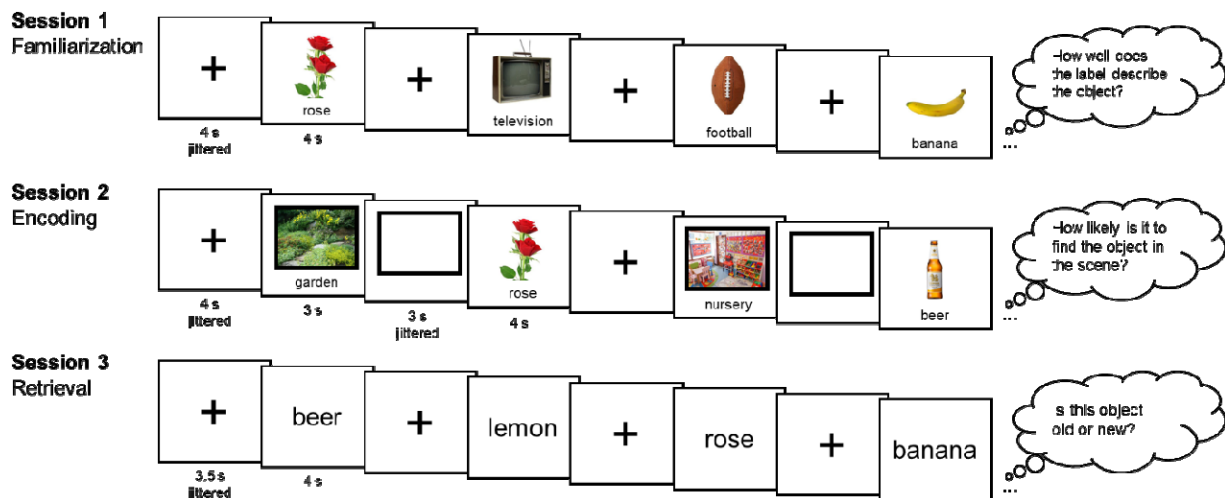 Session 1
Familiarization
rose
television
football
banana
How well does
the label describe
the object?
4 s
jittered
4 s
...
Session 2
Encoding
garden
rose
nursery
beer
How likely is it to
find the object in
the scene?
4 s
jittered
3 s
3 s
jittered
4 s
...
Session 3
Retrieval
beer
lemon
rose
banana
Is this object
old or new?
3.5 s
jittered
4 s
...